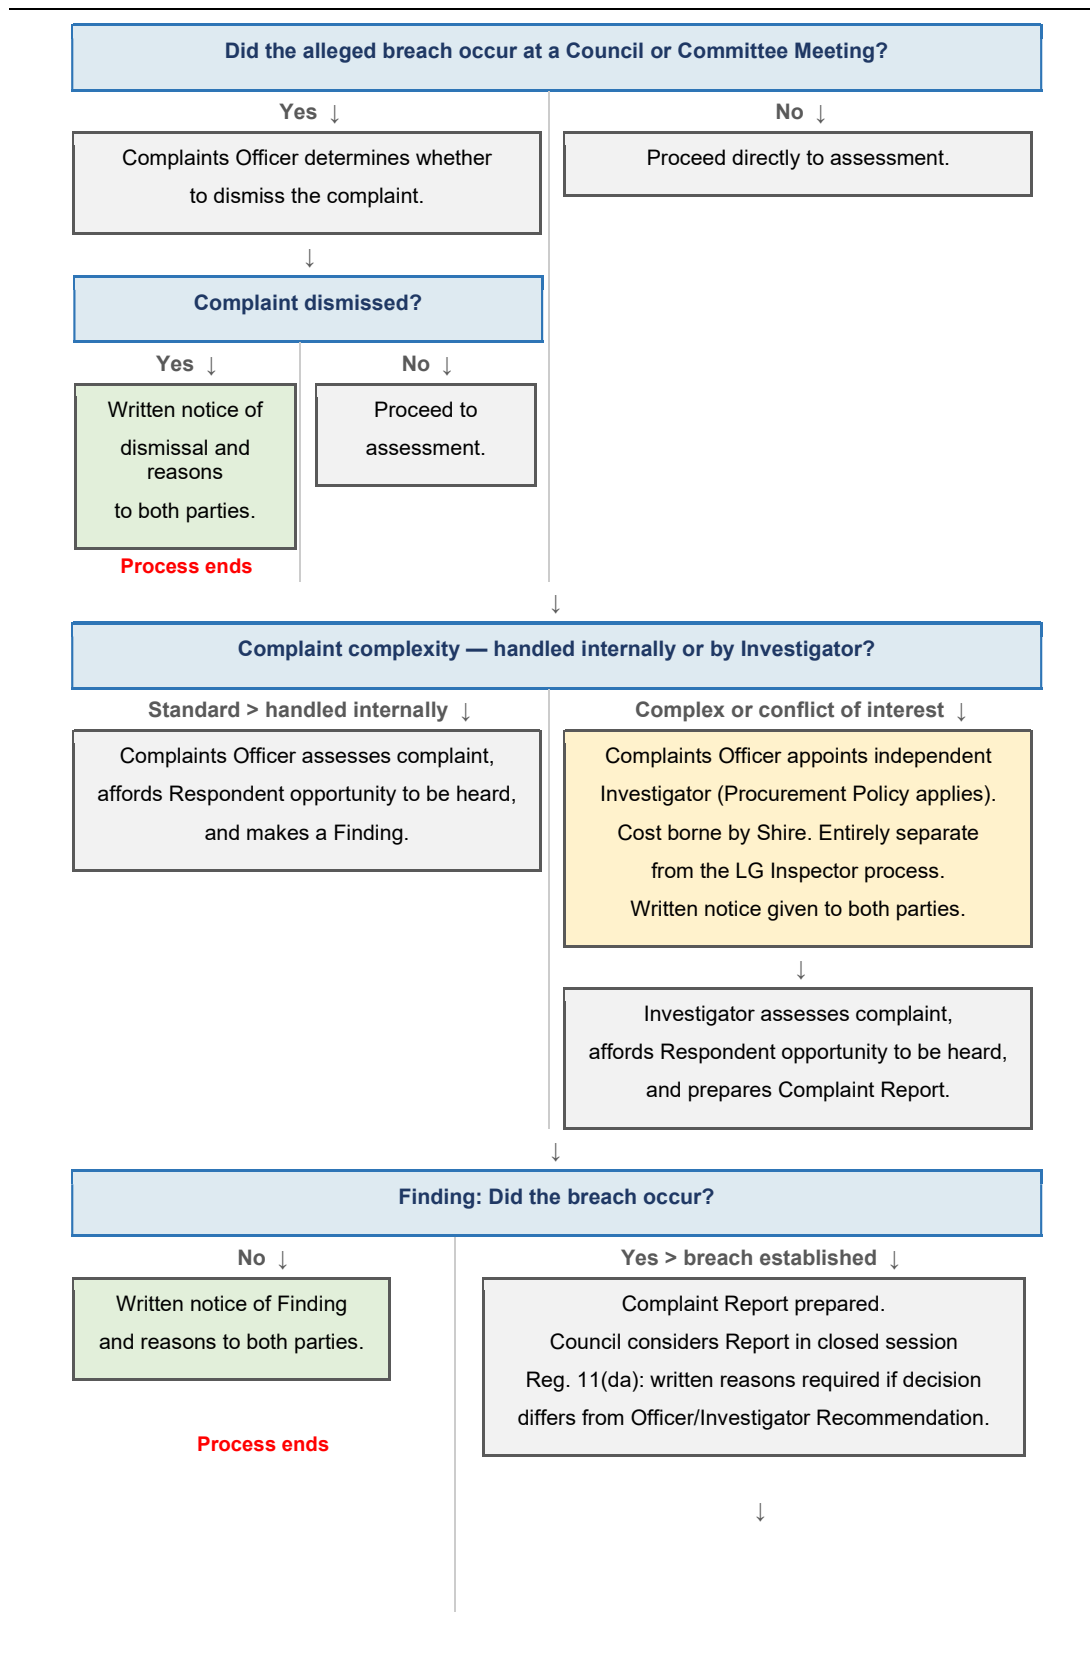 Did the alleged breach occur at a Council or Committee Meeting?
Yes ↓
No ↓
Complaints Officer determines whether
to dismiss the complaint.
Proceed directly to assessment.
↓
Complaint dismissed?
Yes ↓
No ↓
Written notice of
dismissal and
reasons
to both parties.
Proceed to
assessment.
Process ends
↓
Complaint complexity — handled internally or by Investigator?
Standard > handled internally ↓
Complex or conflict of interest ↓
Complaints Officer assesses complaint,
affords Respondent opportunity to be heard,
and makes a Finding.
Complaints Officer appoints independent
Investigator (Procurement Policy applies).
Cost borne by Shire. Entirely separate
from the LG Inspector process.
Written notice given to both parties.
↓
Investigator assesses complaint,
affords Respondent opportunity to be heard,
and prepares Complaint Report.
↓
Finding: Did the breach occur?
No ↓
Yes > breach established ↓
Written notice of Finding
and reasons to both parties.
Process ends
Complaint Report prepared.
Council considers Report in closed session
Reg. 11(da): written reasons required if decision
differs from Officer/Investigator Recommendation.
↓